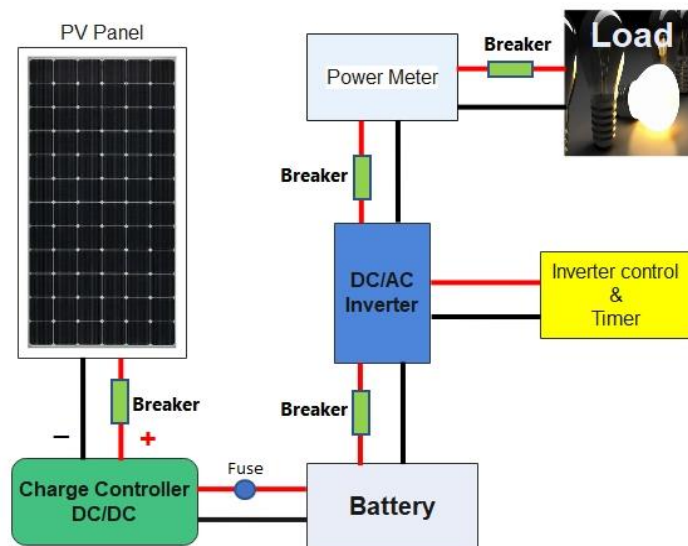 PV Panel
Breaker
Load
Power Meter
Breaker
DC/AC
Inverter
Inverter control
&
Timer
Breaker
Breaker
–
+
Fuse
Charge Controller
DC/DC
Battery